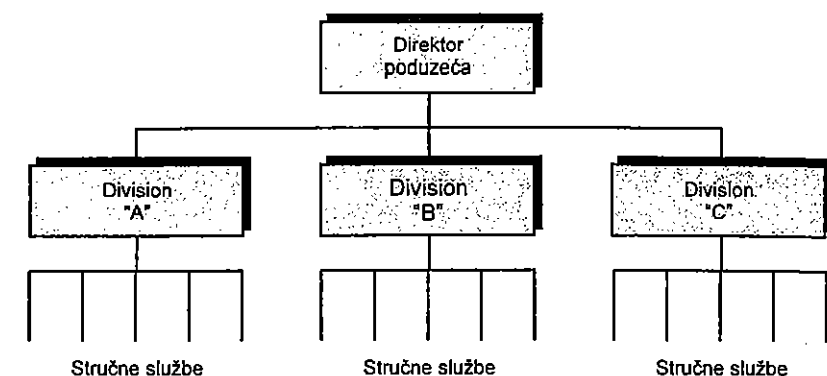 Direktor
poduzeća
Division
"A"
Division
"B"
Division
"C"
Stručne službe
Stručne službe
Stručne službe